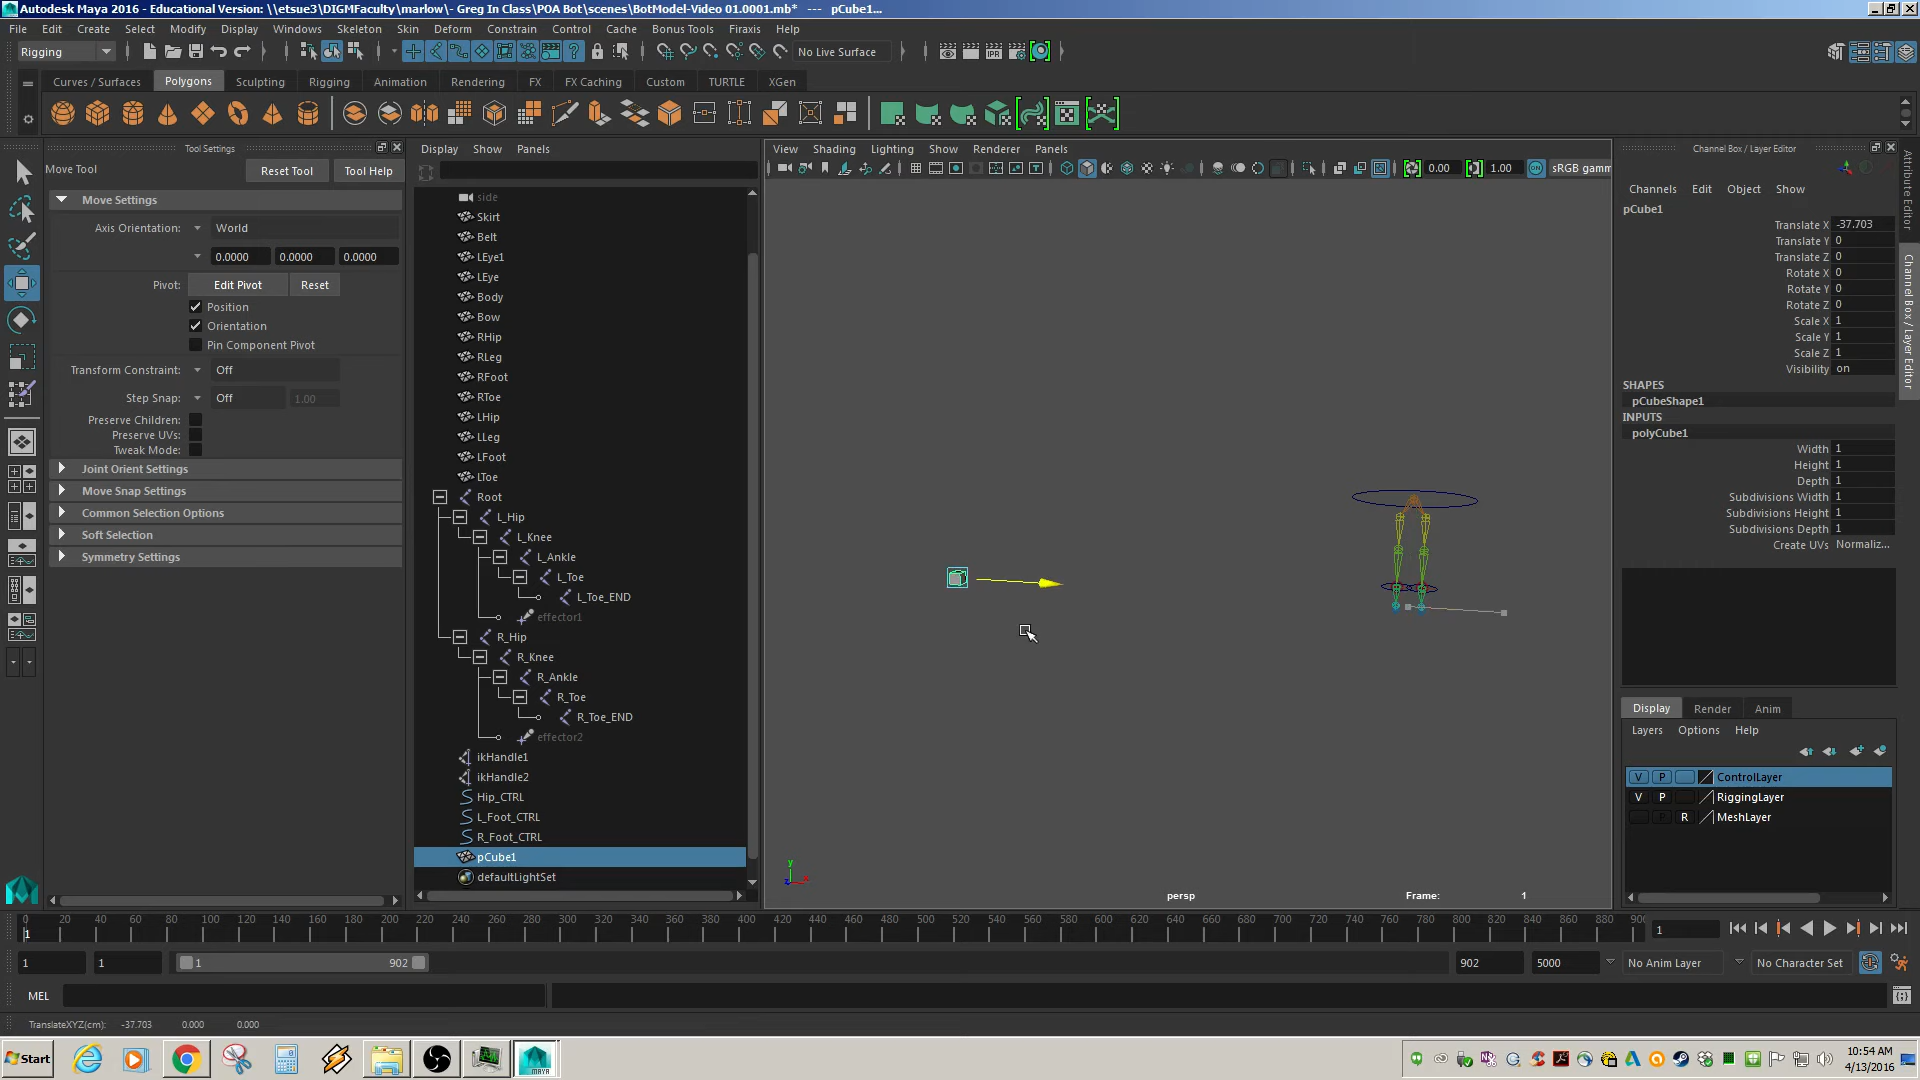 Autodesk Maya 2016 - Educational Version: \\etsue3\DIGMFaculty\marlow\- Greg In Class\POA Bot\scenes\BotModel-Video 01.0001.mb*   ---   pCube1...
File Edit Create Select Modify Display Windows Skeleton Skin Deform Constrain Control Cache Bonus Tools Firaxis Help
Rigging No Live Surface
Curves / Surfaces Polygons Sculpting Rigging Animation Rendering FX FX Caching Custom TURTLE XGen
IPR
Tool Settings
Move Tool Reset Tool Tool Help
Move Settings
Axis Orientation: World
0.0000 0.0000 0.0000
Pivot: Edit Pivot Reset
Position
Orientation
Pin Component Pivot
Transform Constraint: Off
Step Snap: Off 1.00
Preserve Children:
Preserve UVs:
Tweak Mode:
Joint Orient Settings
Move Snap Settings
Common Selection Options
Soft Selection
Symmetry Settings
Display Show Panels
side
Skirt
Belt
LEye1
LEye
Body
Bow
RHip
RLeg
RFoot
RToe
LHip
LLeg
LFoot
LToe
Root
L_Hip
L_Knee
L_Ankle
L_Toe
L_Toe_END
effector1
R_Hip
R_Knee
R_Ankle
R_Toe
R_Toe_END
effector2
ikHandle1
ikHandle2
Hip_CTRL
L_Foot_CTRL
R_Foot_CTRL
pCube1
defaultLightSet
View Shading Lighting Show Renderer Panels
0.00 1.00 sRGB gamm
y
z x
persp Frame: 1
Channel Box / Layer Editor
Channels Edit Object Show
pCube1
Translate X -37.703
Translate Y 0
Translate Z 0
Rotate X 0
Rotate Y 0
Rotate Z 0
Scale X 1
Scale Y 1
Scale Z 1
Visibility on
SHAPES
pCubeShape1
INPUTS
polyCube1
Width 1
Height 1
Depth 1
Subdivisions Width 1
Subdivisions Height 1
Subdivisions Depth 1
Create UVs Normaliz...
Display Render Anim
Layers Options Help
V P ControlLayer
V P RiggingLayer
P R MeshLayer
Attribute Editor
Channel Box / Layer Editor
0 20 40 60 80 100 120 140 160 180 200 220 240 260 280 300 320 340 360 380 400 420 440 460 480 500 520 540 560 580 600 620 640 660 680 700 720 740 760 780 800 820 840 860 880 900
1 1
1 1 1 902 902 5000 No Anim Layer No Character Set
MEL
TranslateXYZ(cm): -37.703 0.000 0.000
Start MAYA 10:54 AM
4/13/2016